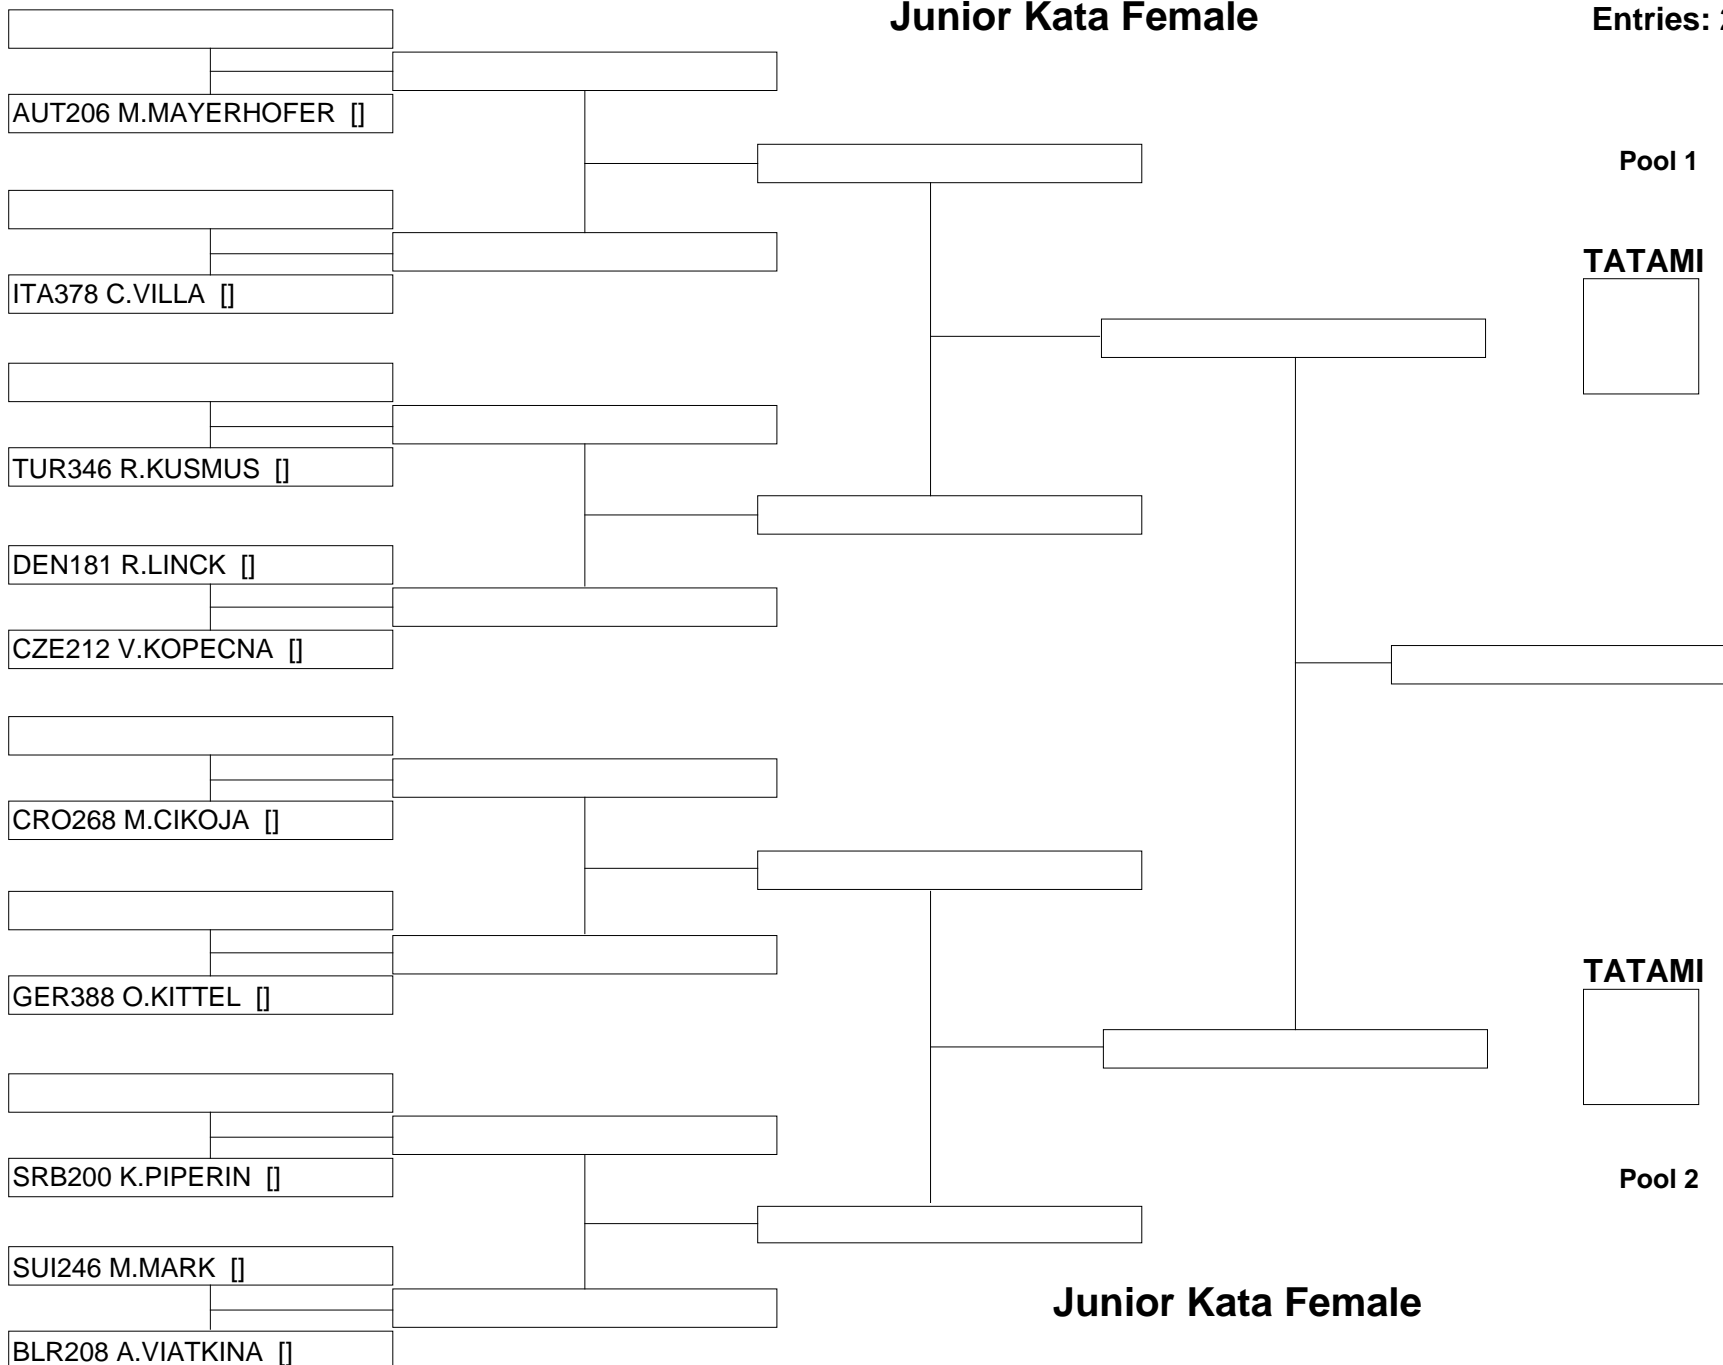 Junior Kata Female
Entries: 2
AUT206 M.MAYERHOFER []
Pool 1
ITA378 C.VILLA []
TATAMI
TUR346 R.KUSMUS []
DEN181 R.LINCK []
CZE212 V.KOPECNA []
CRO268 M.CIKOJA []
GER388 O.KITTEL []
TATAMI
SRB200 K.PIPERIN []
Pool 2
SUI246 M.MARK []
Junior Kata Female
BLR208 A.VIATKINA []